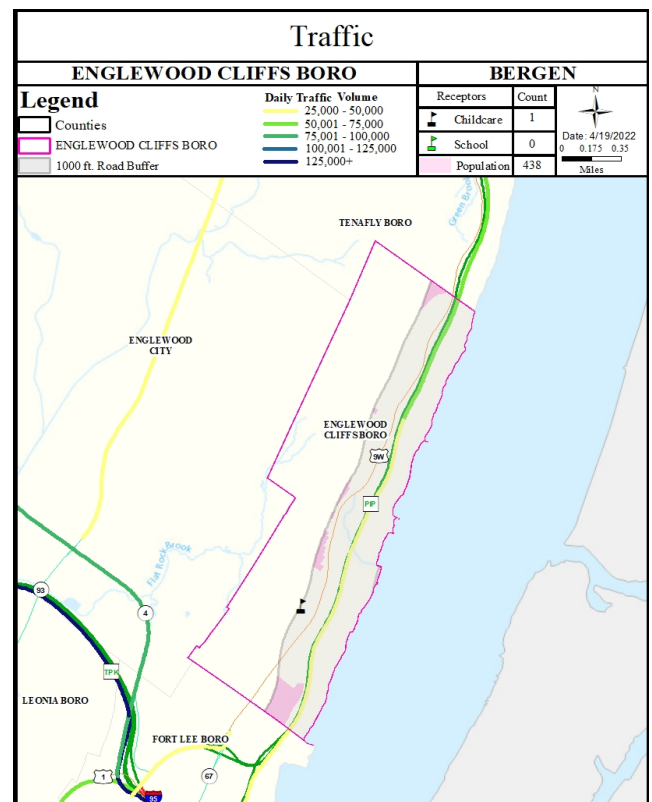 Traffic
ENGLEWOOD CLIFFS BORO
BERGEN
Legend
Counties
ENGLEWOOD CLIFFS BORO
1000 ft. Road Buffer
Daily Traffic Volume
25,000 - 50,000
50,001 - 75,000
75,001 - 100,000
100,001 - 125,000
125,000+
Receptors Count
Childcare 1
School 0
Population 438
N
Date: 4/19/2022
0 0.175 0.35
Miles
Green Brook
TENAFLY BORO
ENGLEWOOD
CITY
ENGLEWOOD
CLIFFS BORO
9W
PIP
Flat Rock Brook
93
4
TPK
LEONIA BORO
FORT LEE BORO
1
67
95